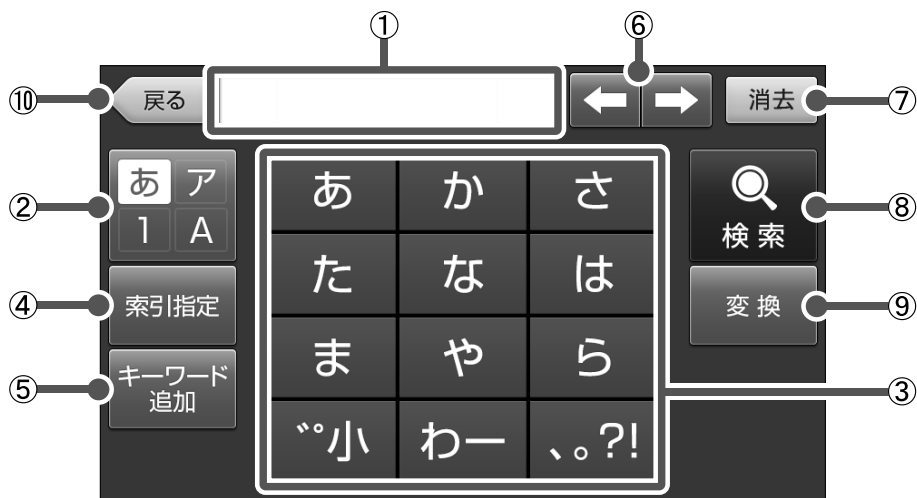 ① ⑥
⑩ 戻る 消去 ⑦
② あ ア あ か さ 検索 ⑧
1 A
④ 索引指定 た な は 変換 ⑨
⑤ キーワード ま や ら ③
追加
゛゜小 わー 、。?!